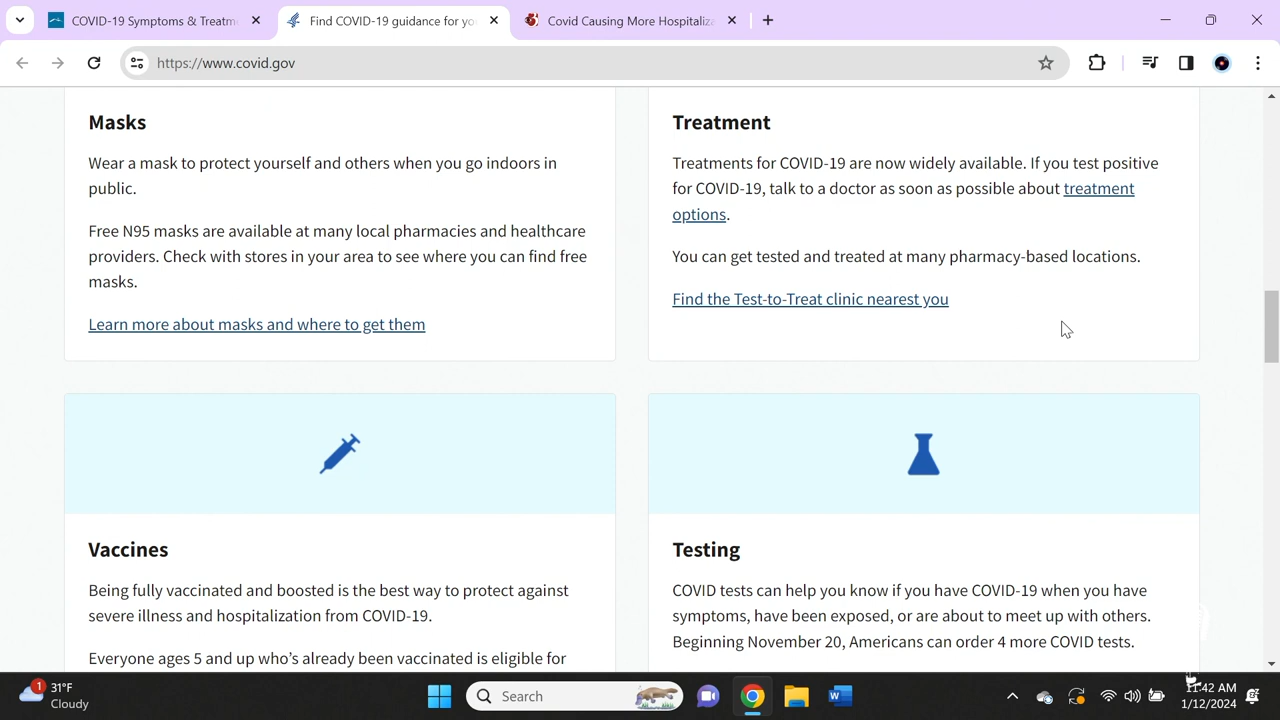 COVID-19 Symptoms & Treatm
Find COVID-19 guidance for yo
Covid Causing More Hospitaliza
https://www.covid.gov
Masks
Wear a mask to protect yourself and others when you go indoors in
public.
Free N95 masks are available at many local pharmacies and healthcare
providers. Check with stores in your area to see where you can find free
masks.
Learn more about masks and where to get them
Treatment
Treatments for COVID-19 are now widely available. If you test positive
for COVID-19, talk to a doctor as soon as possible about treatment
options.
You can get tested and treated at many pharmacy-based locations.
Find the Test-to-Treat clinic nearest you
Vaccines
Being fully vaccinated and boosted is the best way to protect against
severe illness and hospitalization from COVID-19.
Everyone ages 5 and up who's already been vaccinated is eligible for
Testing
COVID tests can help you know if you have COVID-19 when you have
symptoms, have been exposed, or are about to meet up with others.
Beginning November 20, Americans can order 4 more COVID tests.
1
31°F
Cloudy
Search
W
11:42 AM
1/12/2024